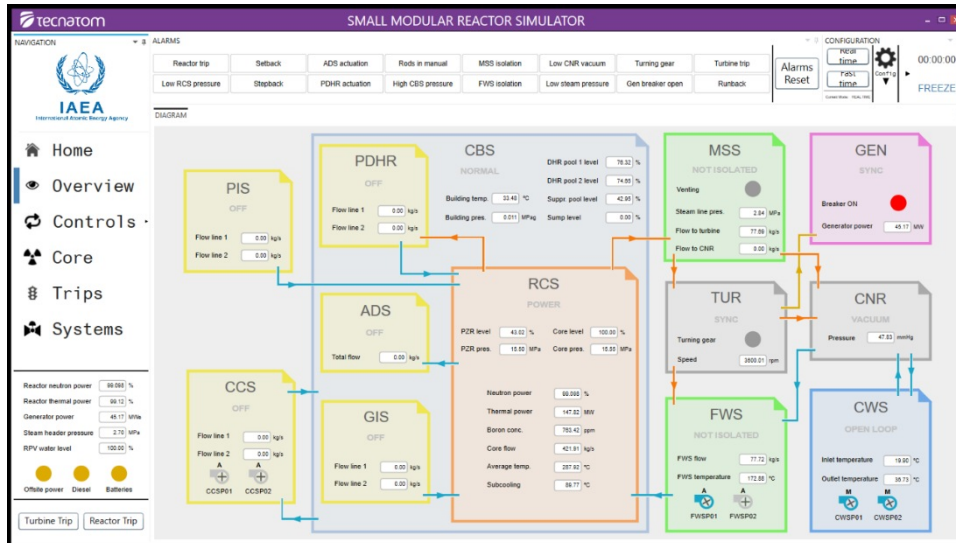 tecnatom
SMALL MODULAR REACTOR SIMULATOR
NAVIGATION
IAEA
International Atomic Energy Agency
Home
Overview
Controls
Core
Trips
Systems
Reactor neutron power 99.098 %
Reactor thermal power 99.12 %
Generator power 45.17 MWe
Steam header pressure 2.78 MPa
RPV water level 100.00 %
Offsite power Diesel Batteries
Turbine Trip Reactor Trip
ALARMS
Reactor trip Setback ADS actuation Rods in manual MSS isolation Low CNR vacuum Turning gear Turbine trip
Low RCS pressure Stepback PDHR actuation High CBS pressure FWS isolation Low steam pressure Gen breaker open Runback
Alarms Reset
CONFIGURATION
Real time
Fast time
Config
00:00:00
FREEZE
DIAGRAM
PIS
OFF
Flow line 1 0.00 kg/s
Flow line 2 0.00 kg/s
PDHR
OFF
Flow line 1 0.00 kg/s
Flow line 2 0.00 kg/s
CBS
NORMAL
Building temp. 33.48 ºC
Building pres. 0.011 MPag
DHR pool 1 level 76.32 %
DHR pool 2 level %
Suppr. pool level 42.95 %
Sump level 0.00 %
MSS
NOT ISOLATED
Venting
Steam line pres. 2.84 MPa
Flow to turbine 77.69 kg/s
Flow to CNR 0.00 kg/s
GEN
SYNC
Breaker ON
Generator power 45.17 MW
ADS
OFF
Total flow 0.00 kg/s
RCS
POWER
PZR level % Core level 100.00 %
PZR pres. MPa Core pres. MPa
Neutron power %
Thermal power 147.82 MW
Boron conc. 763.42 ppm
Core flow 421.91 kg/s
Average temp. 287.92 ºC
Subcooling ºC
TUR
SYNC
Turning gear
Speed 3600.01 rpm
CNR
VACUUM
Pressure 47.83 mmHg
CCS
OFF
Flow line 1 0.00 kg/s
Flow line 2 0.00 kg/s
A A
CCSP01 CCSP02
GIS
OFF
Flow line 1 0.00 kg/s
Flow line 2 0.00 kg/s
FWS
NOT ISOLATED
FWS flow 77.72 kg/s
FWS temperature 172.88 ºC
A A
FWSP01 FWSP02
CWS
OPEN LOOP
Inlet temperature 19.90 ºC
Outlet temperature 35.73 ºC
M M
CWSP01 CWSP02